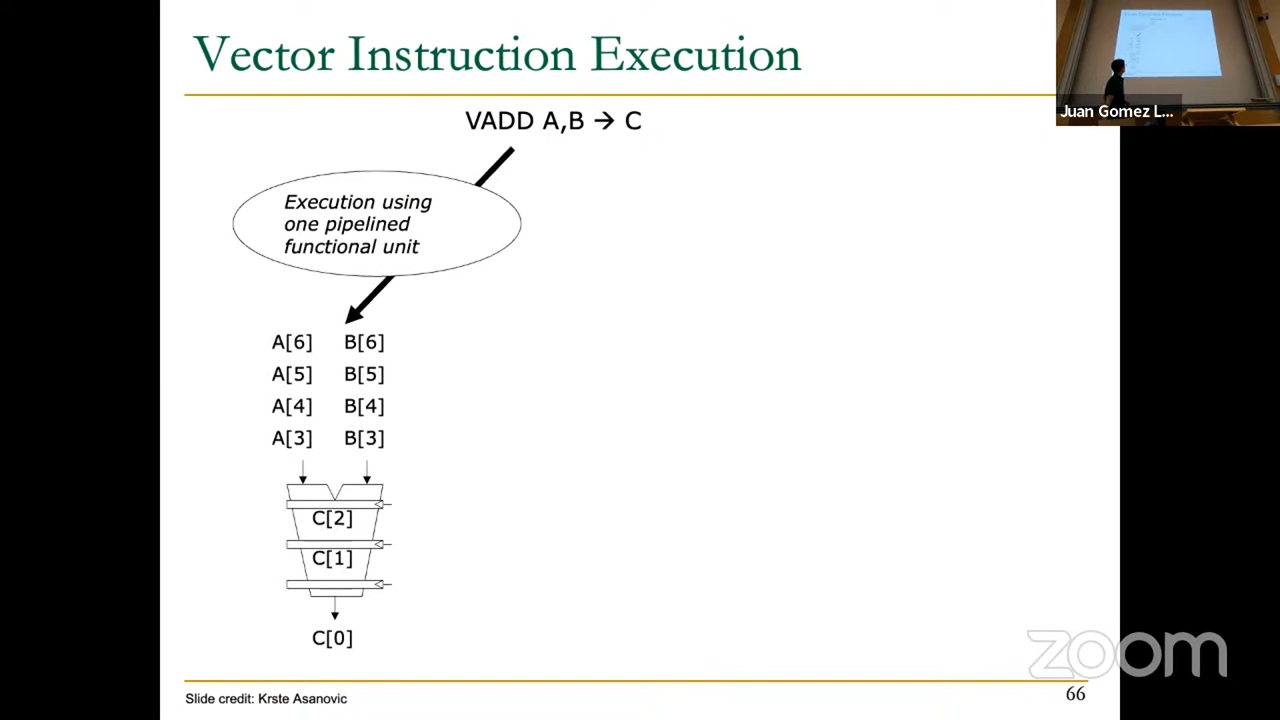 Vector Instruction Execution
Juan Gomez L...
VADD A,B → C
Execution using
one pipelined
functional unit
A[6] B[6]
A[5] B[5]
A[4] B[4]
A[3] B[3]
C[2]
C[1]
C[0]
zoom
Slide credit: Krste Asanovic
66